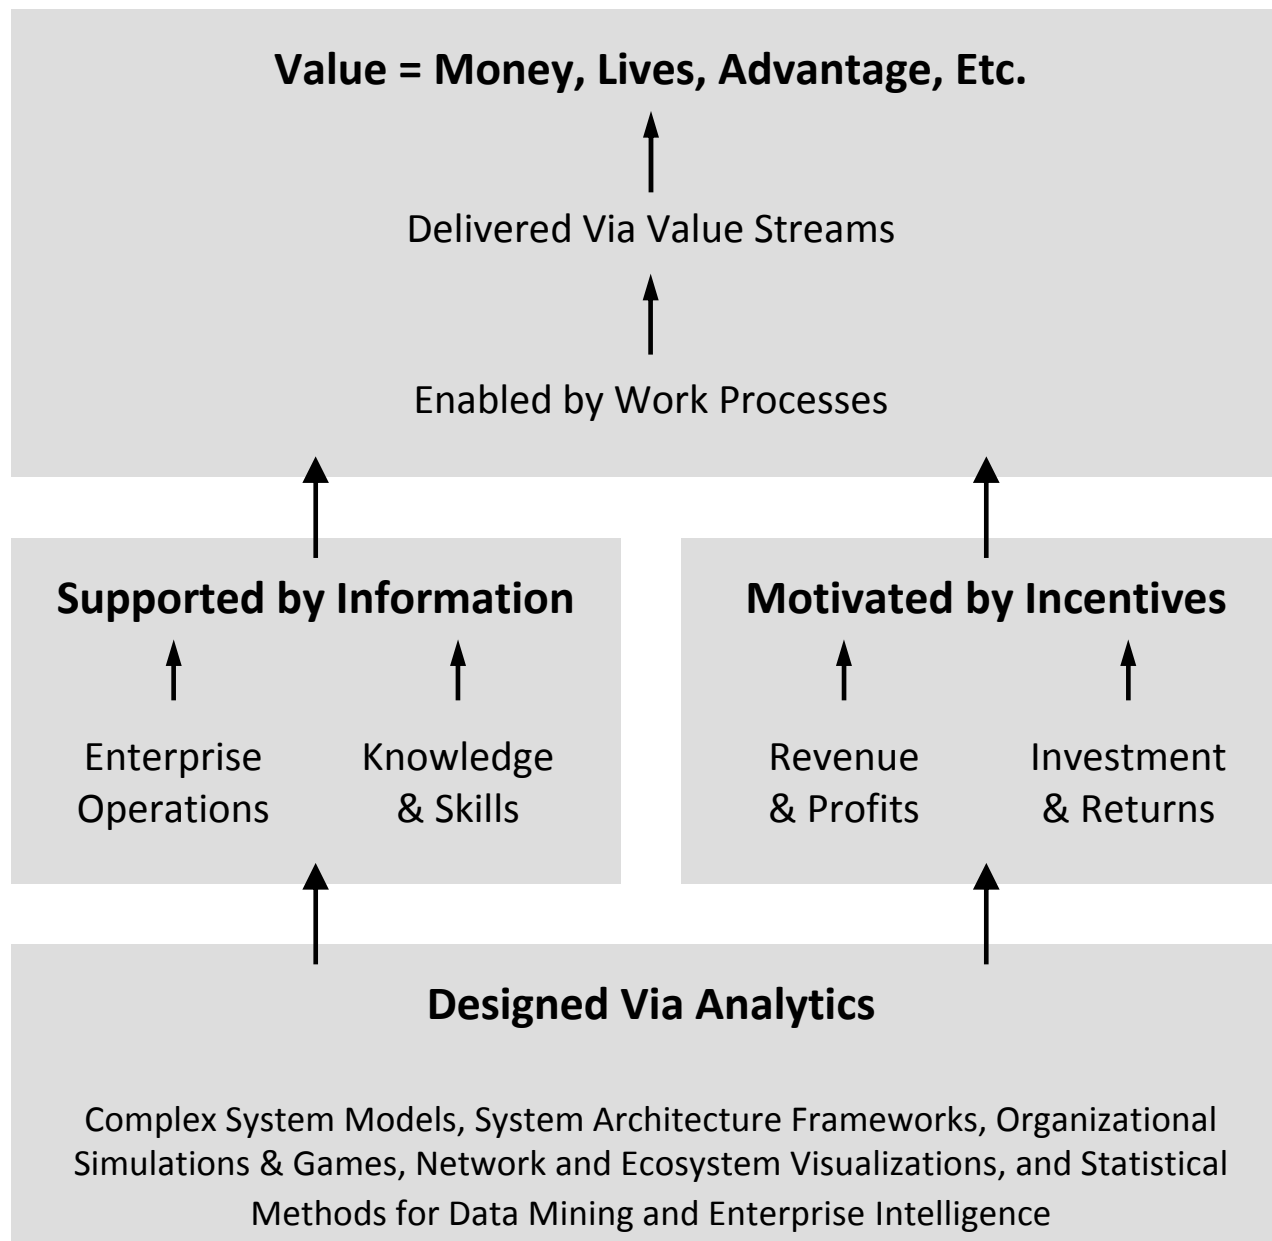 Value = Money, Lives, Advantage, Etc.
Delivered Via Value Streams
Enabled by Work Processes
Supported by Information
Enterprise
Operations
Knowledge
& Skills
Motivated by Incentives
Revenue
& Profits
Investment
& Returns
Designed Via Analytics
Complex System Models, System Architecture Frameworks, Organizational
Simulations & Games, Network and Ecosystem Visualizations, and Statistical
Methods for Data Mining and Enterprise Intelligence